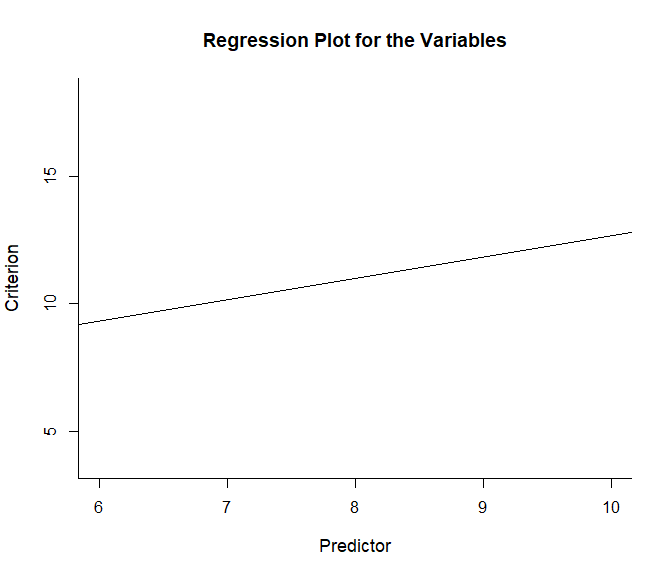 Regression Plot for the Variables
15
10
5
Criterion
6 7 8 9 10
Predictor